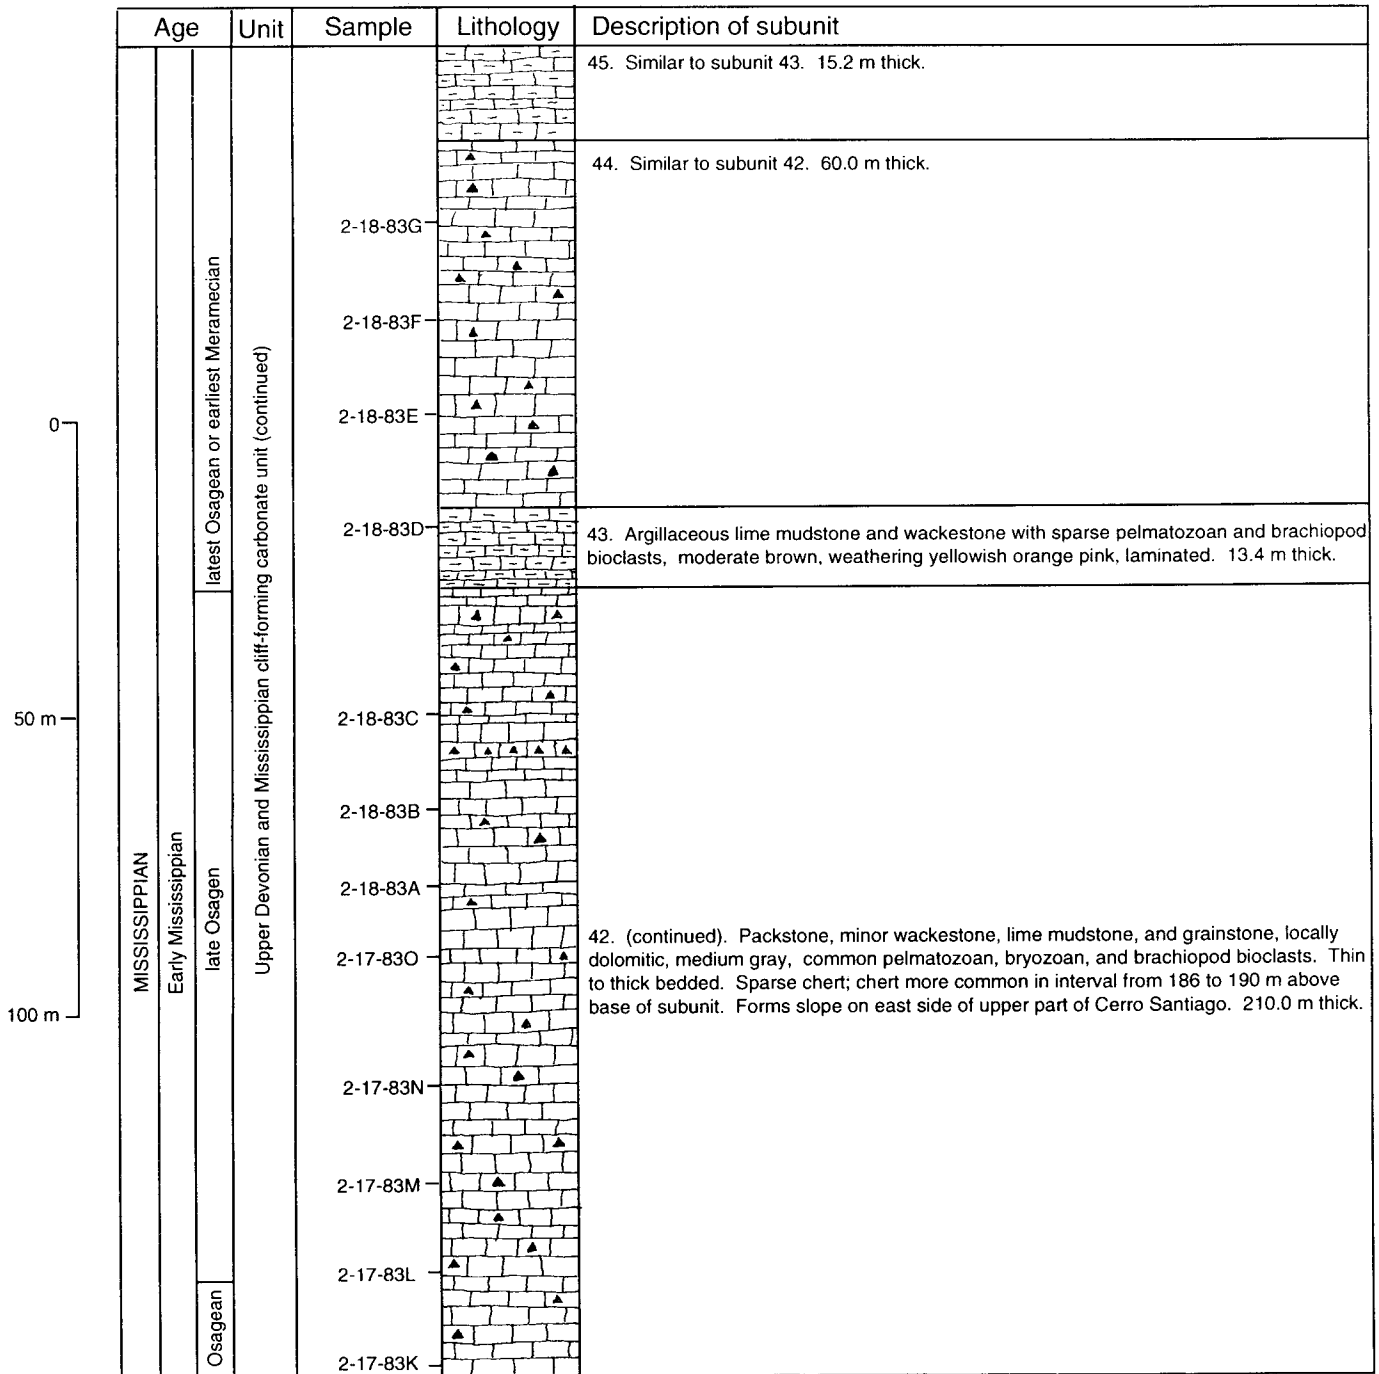 Age Unit Sample Lithology Description of subunit
45. Similar to subunit 43. 15.2 m thick.
44. Similar to subunit 42. 60.0 m thick.
2-18-83G
2-18-83F
2-18-83E
0
2-18-83D
43. Argillaceous lime mudstone and wackestone with sparse pelmatozoan and brachiopod
bioclasts, moderate brown, weathering yellowish orange pink, laminated. 13.4 m thick.
latest Osagean or earliest Meramecian
Upper Devonian and Mississippian cliff-forming carbonate unit (continued)
2-18-83C
50 m
2-18-83B
2-18-83A
MISSISSIPPIAN
Early Mississippian
late Osagen
42. (continued). Packstone, minor wackestone, lime mudstone, and grainstone, locally
dolomitic, medium gray, common pelmatozoan, bryozoan, and brachiopod bioclasts. Thin
to thick bedded. Sparse chert; chert more common in interval from 186 to 190 m above
base of subunit. Forms slope on east side of upper part of Cerro Santiago. 210.0 m thick.
2-17-83O
100 m
2-17-83N
2-17-83M
2-17-83L
Osagean
2-17-83K